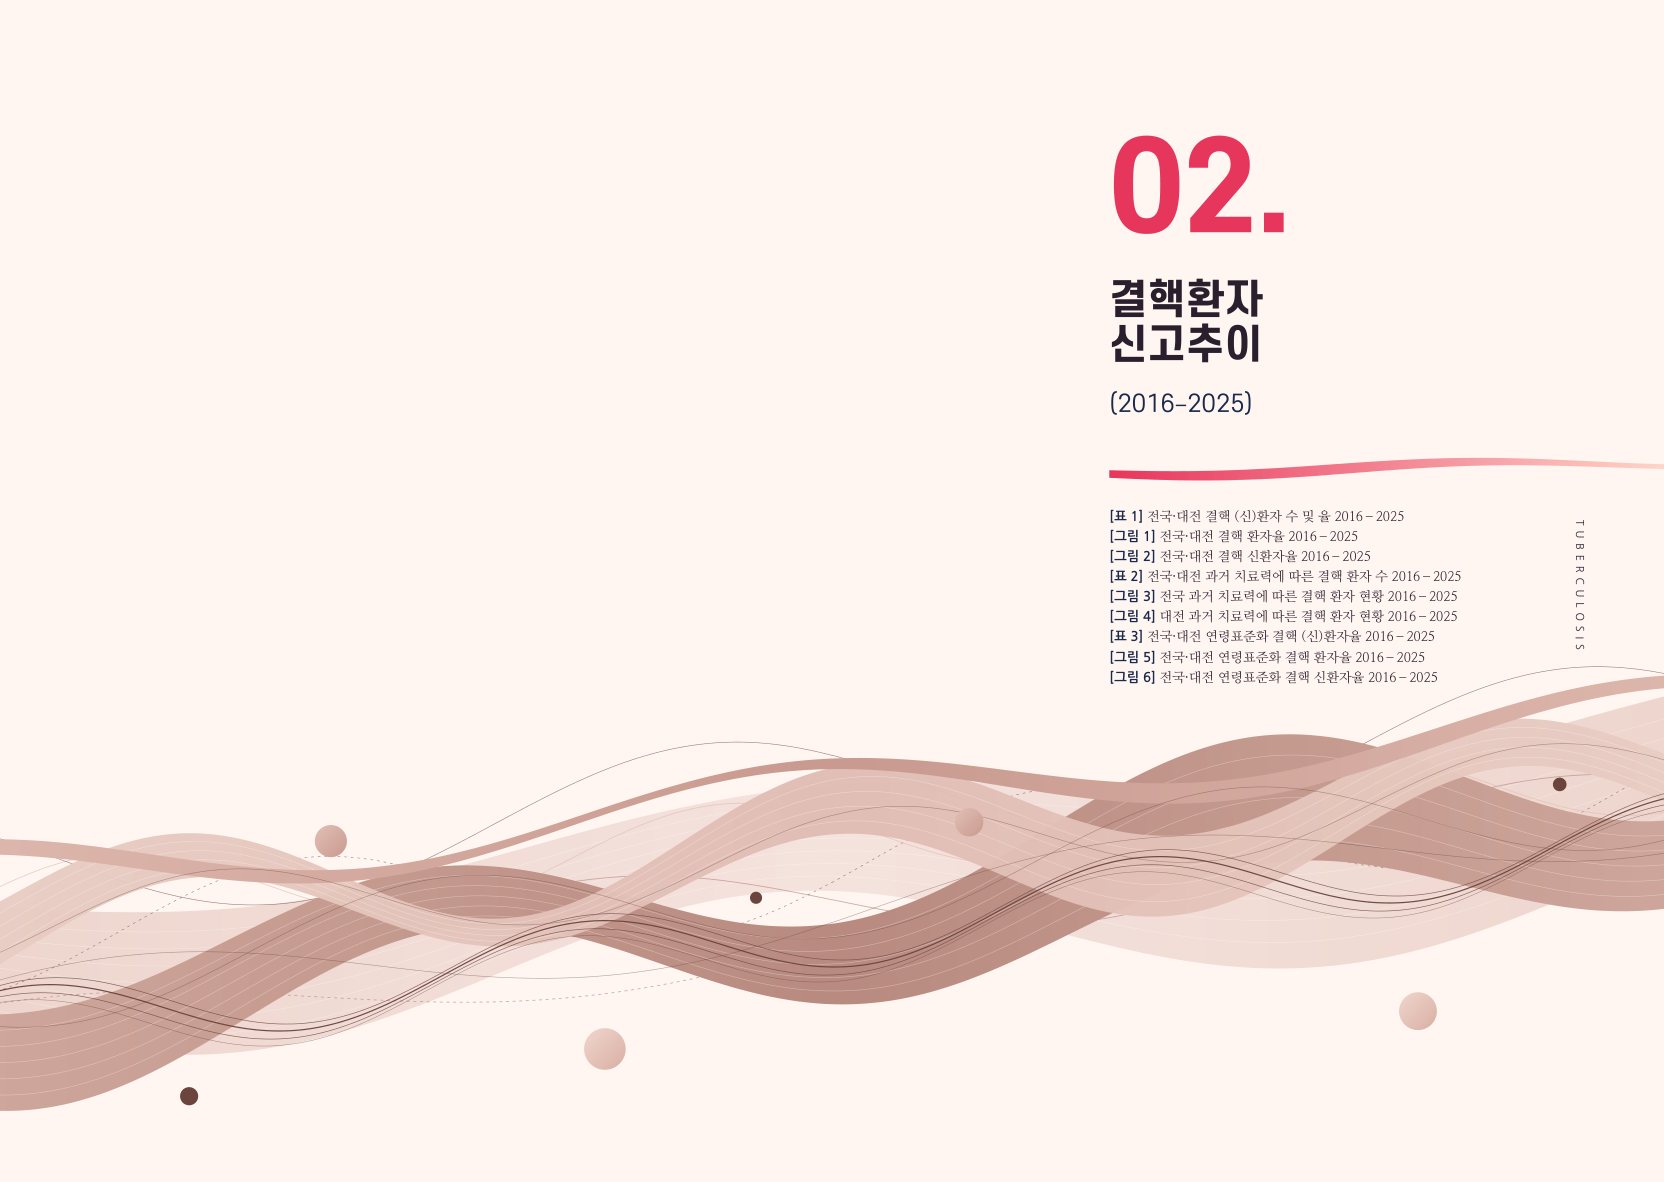 02.
결핵환자
신고추이
(2016–2025)
[표 1] 전국·대전 결핵 (신)환자 수 및 율 2016 – 2025
[그림 1] 전국·대전 결핵 환자율 2016 – 2025
[그림 2] 전국·대전 결핵 신환자율 2016 – 2025
[표 2] 전국·대전 과거 치료력에 따른 결핵 환자 수 2016 – 2025
[그림 3] 전국 과거 치료력에 따른 결핵 환자 현황 2016 – 2025
[그림 4] 대전 과거 치료력에 따른 결핵 환자 현황 2016 – 2025
[표 3] 전국·대전 연령표준화 결핵 (신)환자율 2016 – 2025
[그림 5] 전국·대전 연령표준화 결핵 환자율 2016 – 2025
[그림 6] 전국·대전 연령표준화 결핵 신환자율 2016 – 2025
TUBERCULOSIS